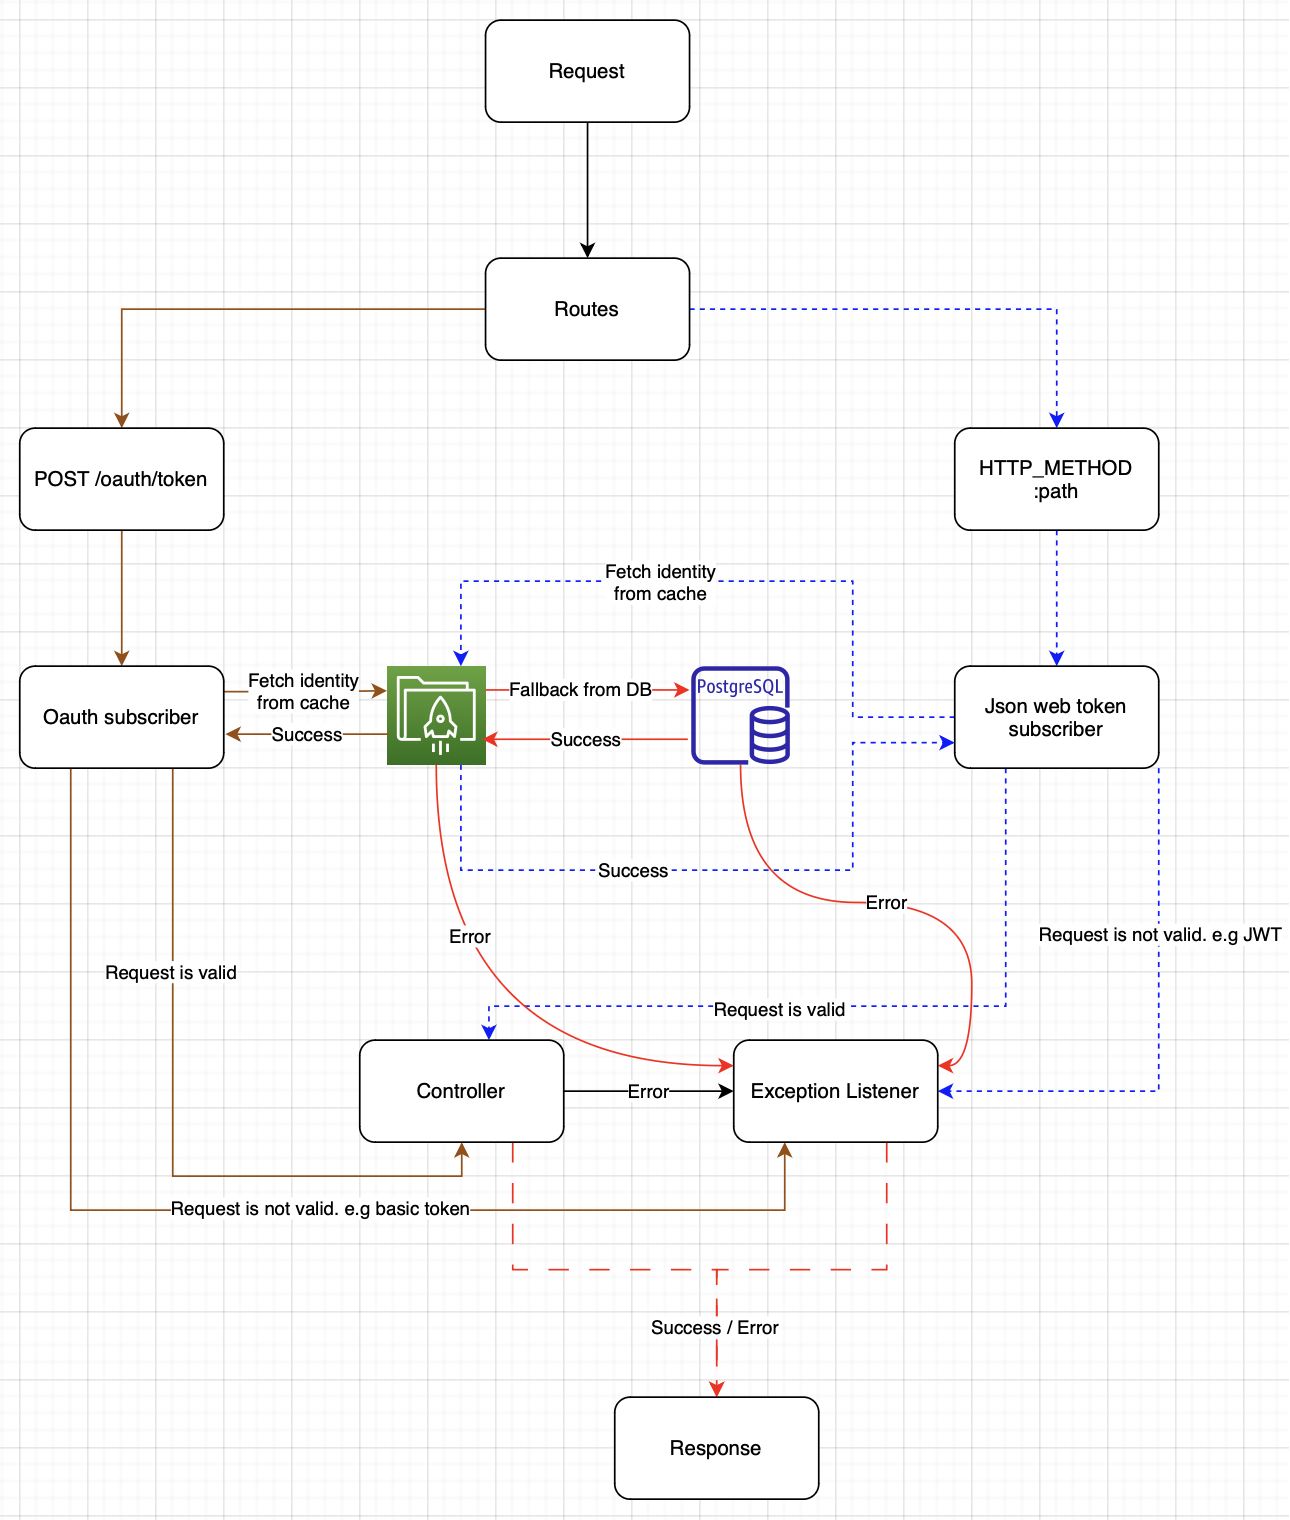 Request
Routes
POST /oauth/token
HTTP_METHOD
:path
Fetch identity
from cache
Oauth subscriber
Fetch identity
from cache
Success
Fallback from DB
Success
PostgreSQL
Json web token
subscriber
Success
Error
Error
Request is not valid. e.g JWT
Request is valid
Request is valid
Controller
Error
Exception Listener
Request is not valid. e.g basic token
Success / Error
Response